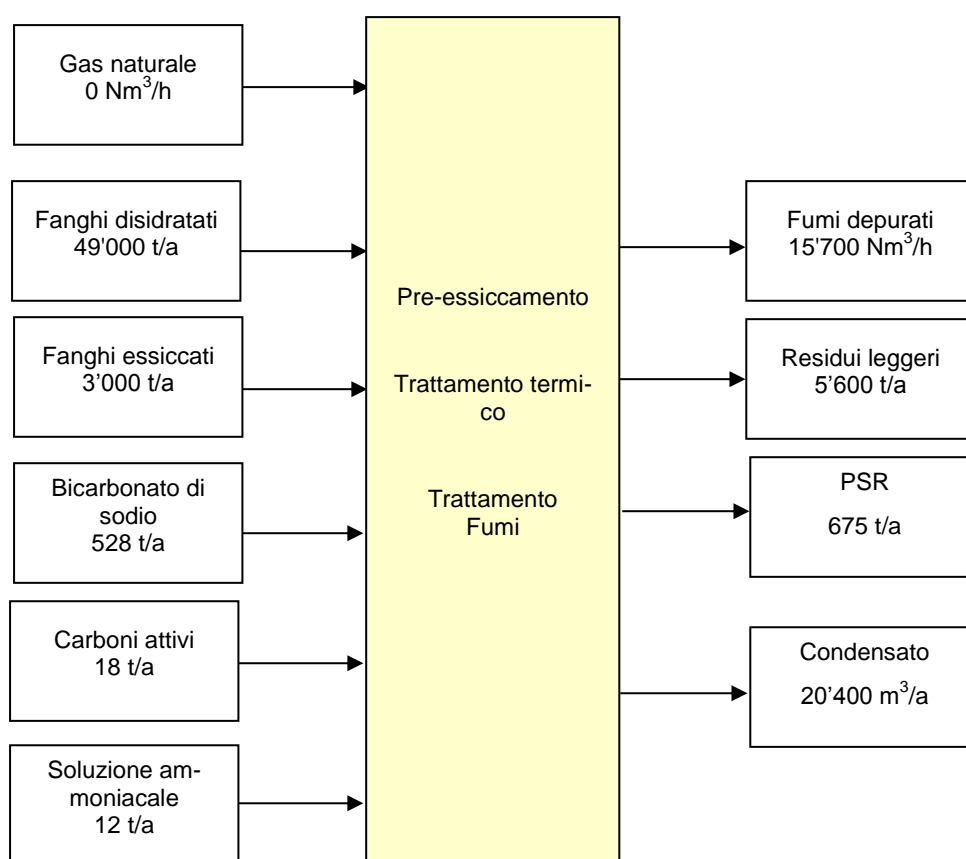 Gas naturale
0 Nm³/h
Fanghi disidratati
49'000 t/a
Fanghi essiccati
3’000 t/a
Bicarbonato di
sodio
528 t/a
Carboni attivi
18 t/a
Soluzione am-
moniacale
12 t/a
Pre-essiccamento
Trattamento termi-
co
Trattamento
Fumi
Fumi depurati
15'700 Nm³/h
Residui leggeri
5’600 t/a
PSR
675 t/a
Condensato
20’400 m³/a